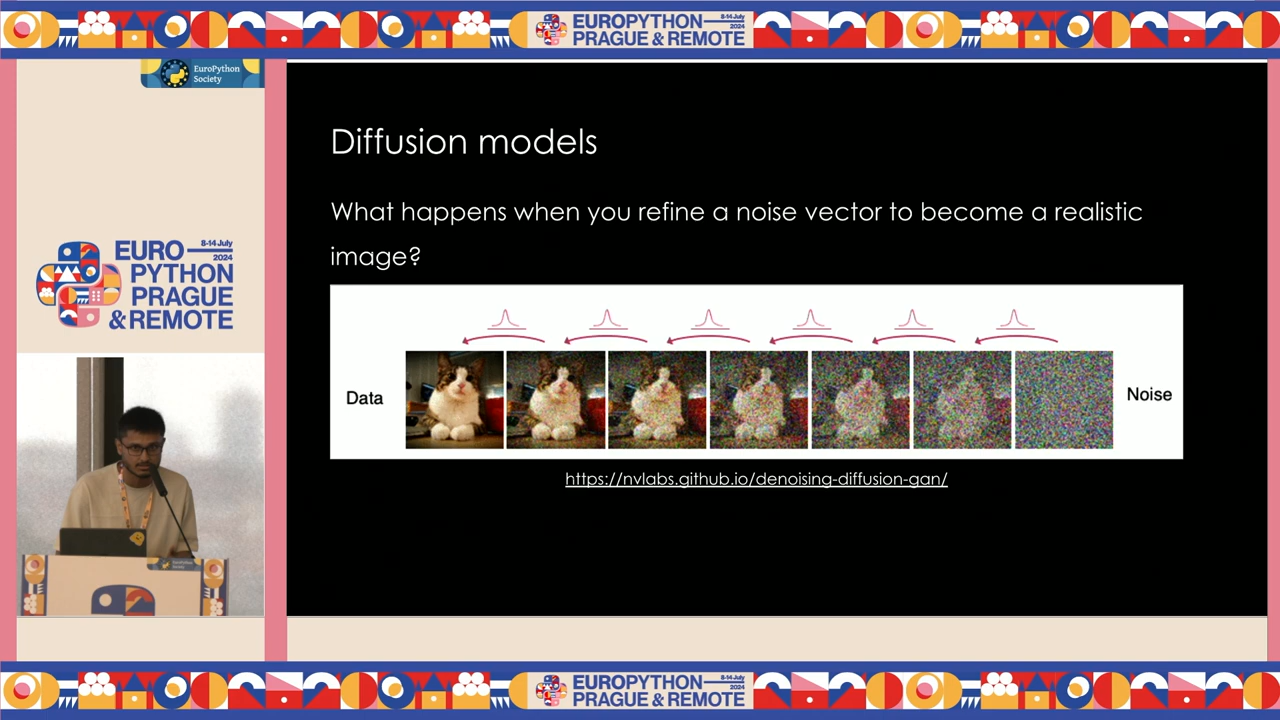 EUROPYTHON
8-14 July
2024
PRAGUE & REMOTE
EuroPython
Society
Diffusion models
What happens when you refine a noise vector to become a realistic
image?
Data
Noise
https://nvlabs.github.io/denoising-diffusion-gan/
EURO
8-14 July
2024
PYTHON
PRAGUE
& REMOTE
EuroPython
Society
EUROPYTHON
8-14 July
2024
PRAGUE & REMOTE